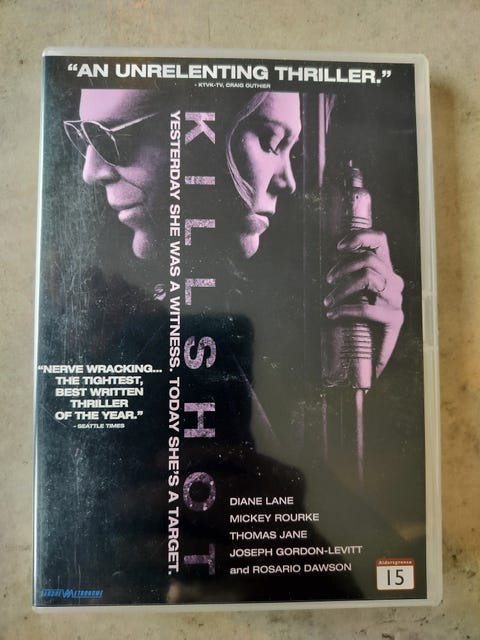 “AN UNRELENTING THRILLER.”
- KTVK-TV, CRAIG OUTHIER
KILLSHOT
YESTERDAY SHE WAS A WITNESS. TODAY SHE'S A TARGET.
“NERVE WRACKING...
THE TIGHTEST,
BEST WRITTEN
THRILLER
OF THE YEAR.”
- SEATTLE TIMES
DIANE LANE
MICKEY ROURKE
THOMAS JANE
JOSEPH GORDON-LEVITT
and ROSARIO DAWSON
Aldersgrense
15